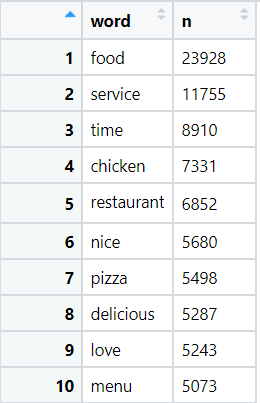 word n
1 food 23928
2 service 11755
3 time 8910
4 chicken 7331
5 restaurant 6852
6 nice 5680
7 pizza 5498
8 delicious 5287
9 love 5243
10 menu 5073